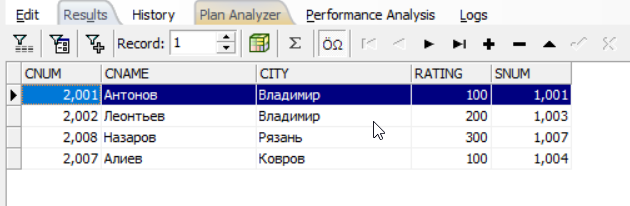 Edit Results History Plan Analyzer Performance Analysis Logs
Record: 1 Σ ÖΩ
CNUM CNAME CITY RATING SNUM
2,001 Антонов Владимир 100 1,001
2,002 Леонтьев Владимир 200 1,003
2,008 Назаров Рязань 300 1,007
2,007 Алиев Ковров 100 1,004